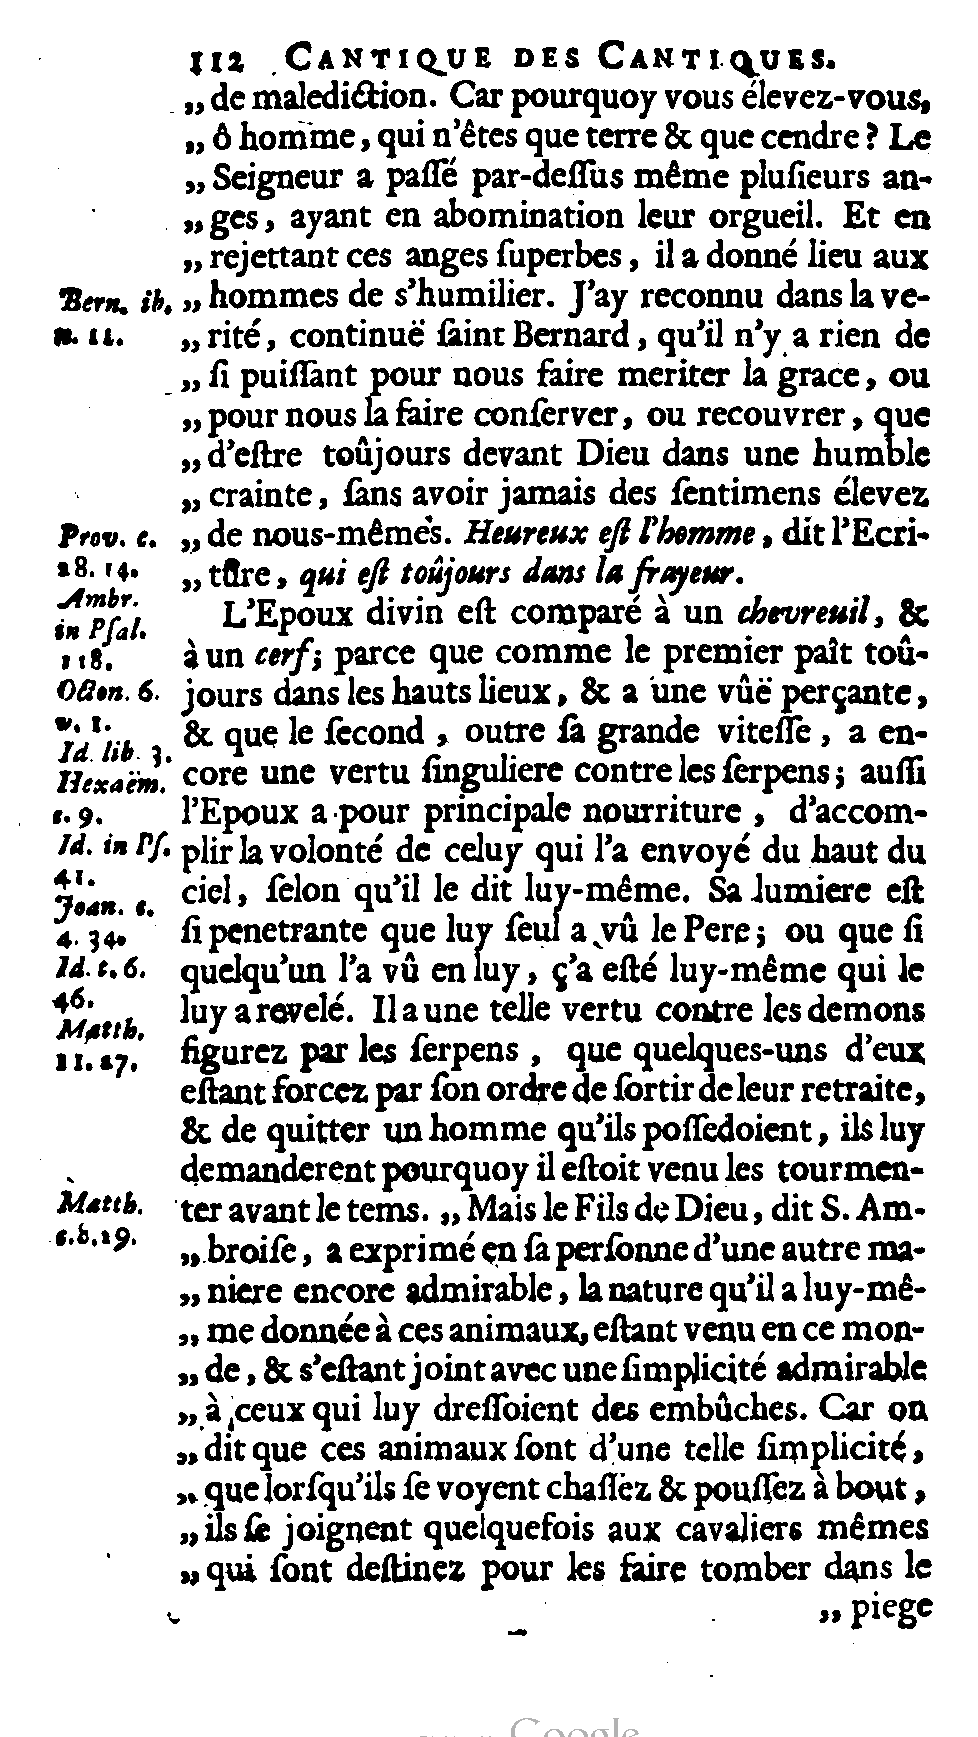 112 CANTIQUE DES CANTIQUES.
„ de malediction. Car pourquoy vous élevez-vous,
„ ô homme, qui n'êtes que terre & que cendre ? Le
„ Seigneur a paſſé par-deſſus même pluſieurs an-
„ ges, ayant en abomination leur orgueil. Et en
„ rejettant ces anges ſuperbes, il a donné lieu aux
Bern. ib. „ hommes de s'humilier. J'ay reconnu dans la ve-
n. 11. „ rité, continuë ſaint Bernard, qu'il n'y a rien de
„ ſi puiſſant pour nous faire meriter la grace, ou
„ pour nous la faire conſerver, ou recouvrer, que
„ d'eſtre toûjours devant Dieu dans une humble
„ crainte, ſans avoir jamais des ſentimens élevez
Prov. c. „ de nous-mêmes. Heureux eſt l'homme, dit l'Ecri-
28. 14. „ ture, qui eſt toûjours dans la frayeur.
Ambr.
in Pſal. L'Epoux divin eſt comparé à un chevreuil, &
118. à un cerf; parce que comme le premier paît toû-
Octon. 6. jours dans les hauts lieux, & a une vûë perçante,
v. 1. & que le ſecond, outre ſa grande viteſſe, a en-
Id. lib. 3.
Hexaëm. core une vertu ſinguliere contre les ſerpens; auſſi
c. 9. l'Epoux a pour principale nourriture, d'accom-
Id. in Pſ. plir la volonté de celuy qui l'a envoyé du haut du
41. ciel, ſelon qu'il le dit luy-même. Sa lumiere eſt
Joan. c.
4. 34. ſi penetrante que luy ſeul a vû le Pere; ou que ſi
Id. c. 6. quelqu'un l'a vû en luy, ç'a eſté luy-même qui le
46. luy a revelé. Il a une telle vertu contre les demons
Matth.
11. 27. figurez par les ſerpens, que quelques-uns d'eux
eſtant forcez par ſon ordre de ſortir de leur retraite,
& de quitter un homme qu'ils poſſedoient, ils luy
demanderent pourquoy il eſtoit venu les tourmen-
Matth. ter avant le tems. „ Mais le Fils de Dieu, dit S. Am-
c. 8. 29. „ broiſe, a exprimé en ſa perſonne d'une autre ma-
„ niere encore admirable, la nature qu'il a luy-mê-
„ me donnée à ces animaux, eſtant venu en ce mon-
„ de, & s'eſtant joint avec une ſimplicité admirable
„ à ceux qui luy dreſſoient des embûches. Car on
„ dit que ces animaux ſont d'une telle ſimplicité,
„ que lorſqu'ils ſe voyent chaſſez & pouſſez à bout,
„ ils ſe joignent quelquefois aux cavaliers mêmes
„ qui ſont deſtinez pour les faire tomber dans le
„ piege
Google